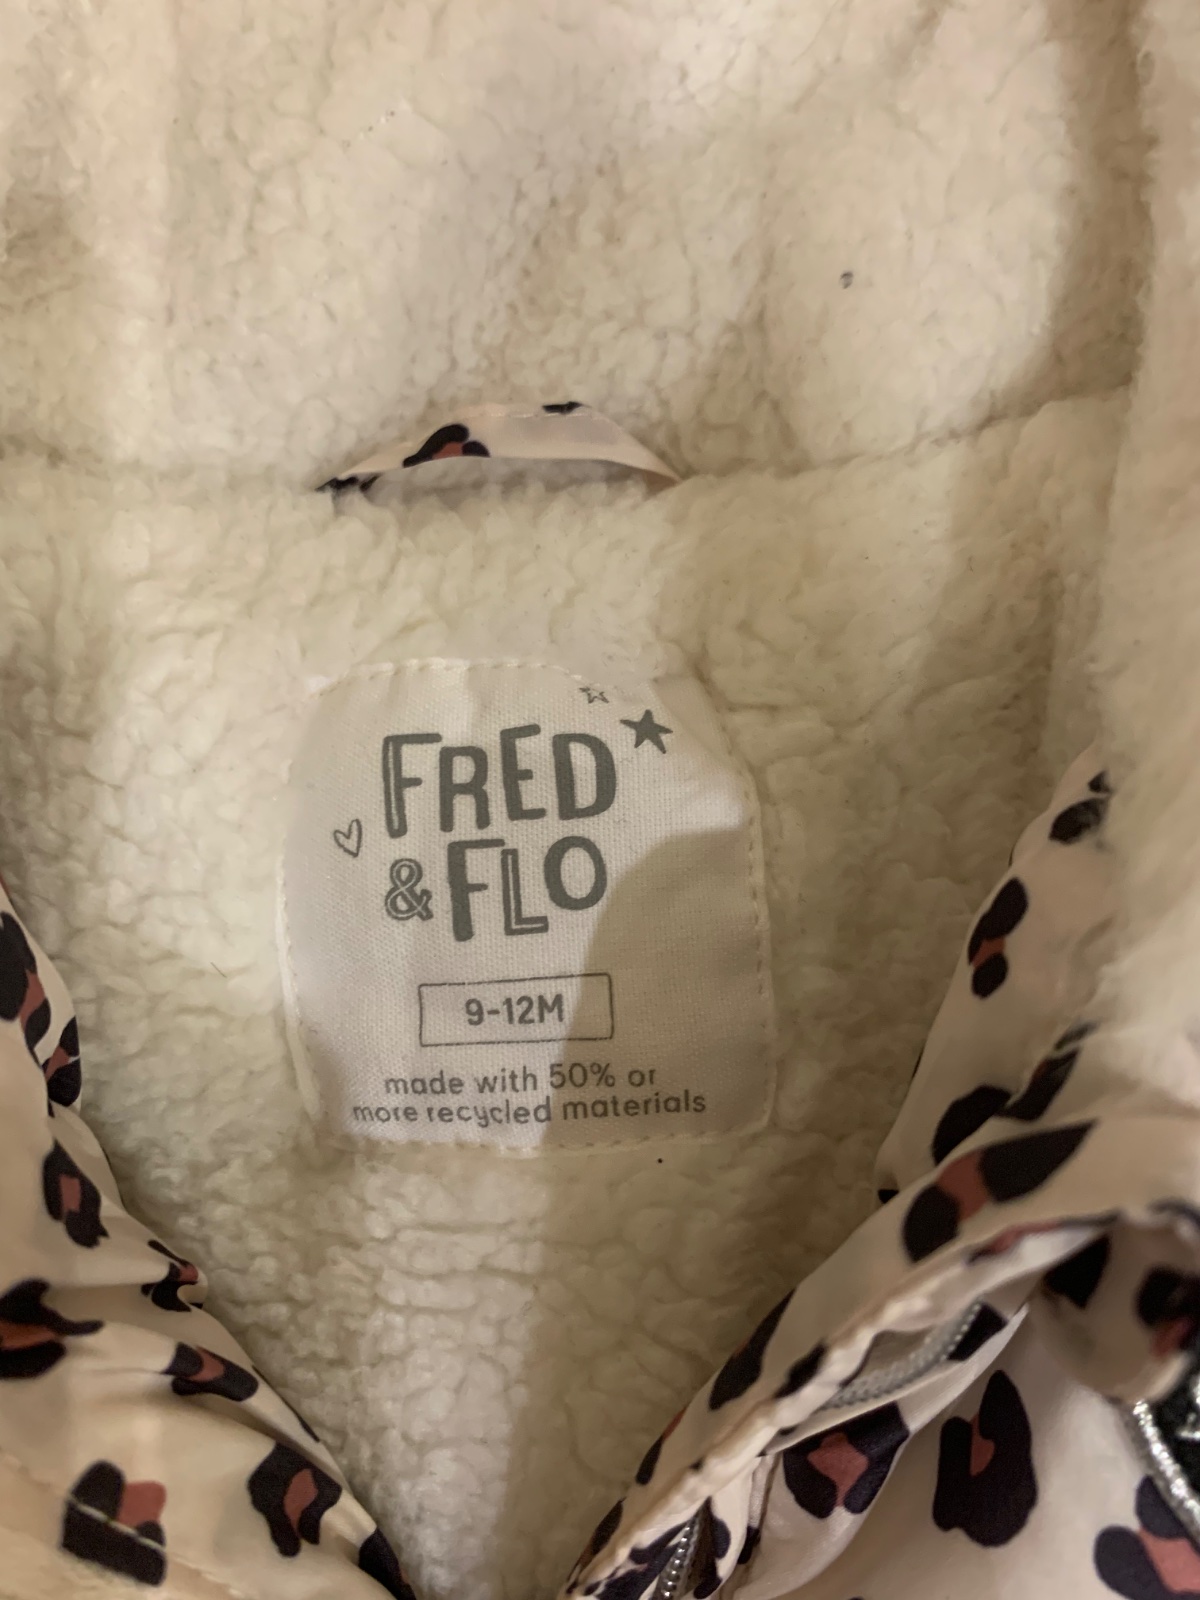 FRED
& FLO
9-12M
made with 50% or
more recycled materials